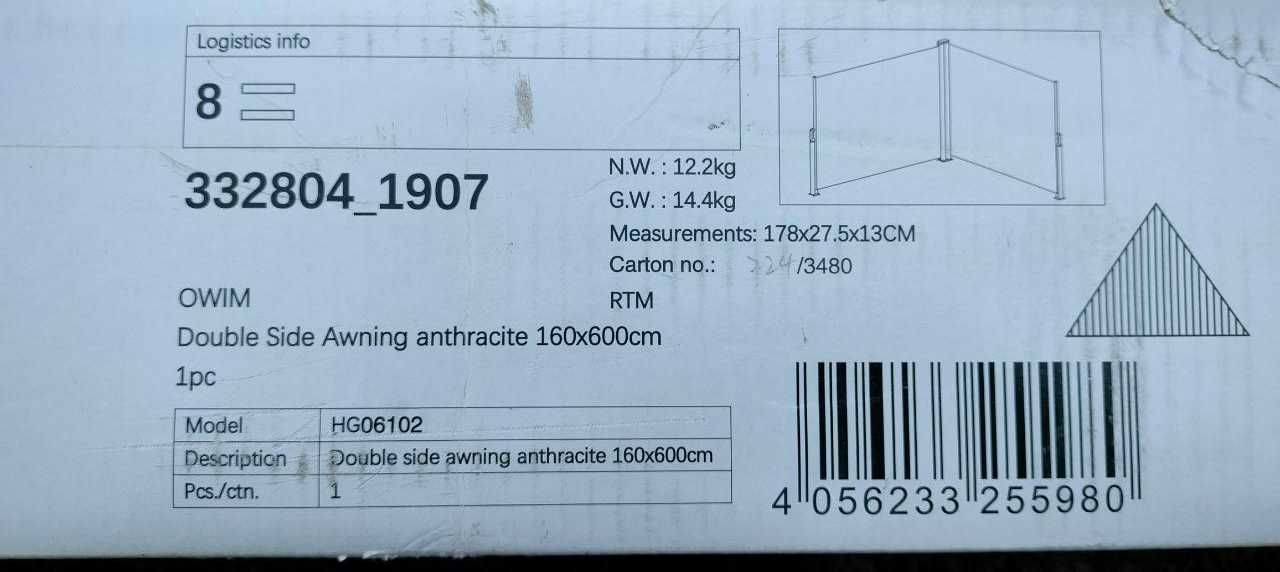 Logistics info
8
332804_1907
N.W. : 12.2kg
G.W. : 14.4kg
Measurements: 178x27.5x13CM
Carton no.: /3480
OWIM
RTM
Double Side Awning anthracite 160x600cm
1pc
Model HG06102
Description Double side awning anthracite 160x600cm
Pcs./ctn. 1
4 056233 255980